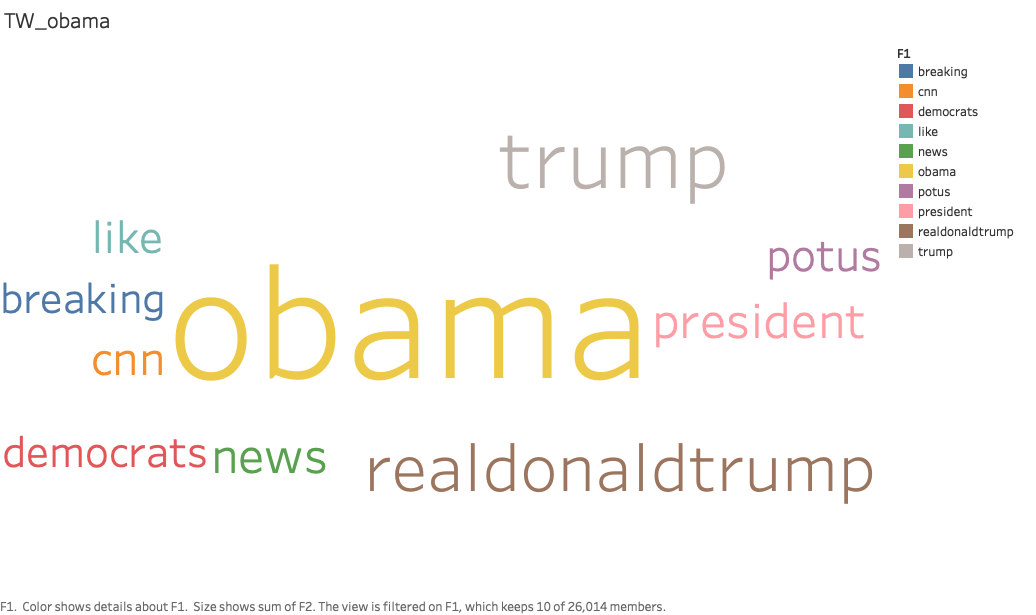 TW_obama
F1
breaking
cnn
democrats
like
news
obama
potus
president
realdonaldtrump
trump
trump
like
potus
breaking
obama
president
cnn
democrats
news
realdonaldtrump
F1. Color shows details about F1. Size shows sum of F2. The view is filtered on F1, which keeps 10 of 26,014 members.